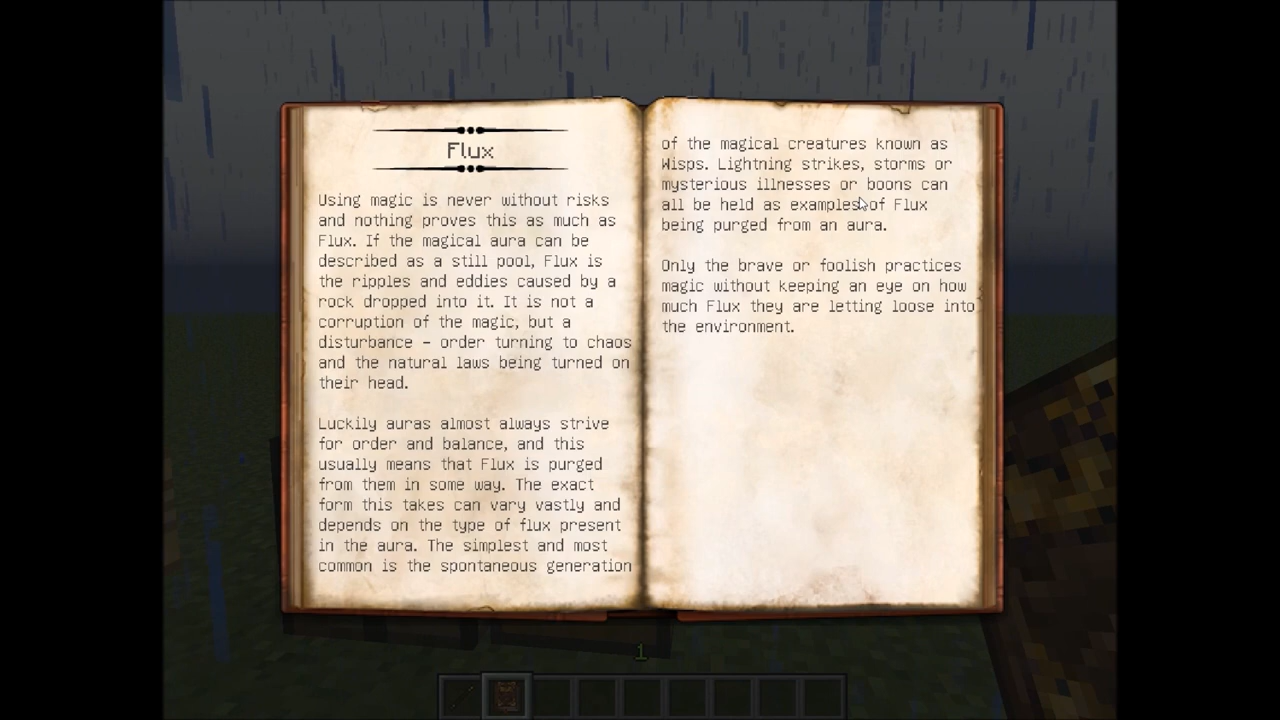 Flux
Using magic is never without risks
and nothing proves this as much as
Flux. If the magical aura can be
described as a still pool, Flux is
the ripples and eddies caused by a
rock dropped into it. It is not a
corruption of the magic, but a
disturbance - order turning to chaos
and the natural laws being turned on
their head.
Luckily auras almost always strive
for order and balance, and this
usually means that Flux is purged
from them in some way. The exact
form this takes can vary vastly and
depends on the type of flux present
in the aura. The simplest and most
common is the spontaneous generation
of the magical creatures known as
Wisps. Lightning strikes, storms or
mysterious illnesses or boons can
all be held as examples of Flux
being purged from an aura.
Only the brave or foolish practices
magic without keeping an eye on how
much Flux they are letting loose into
the environment.
1